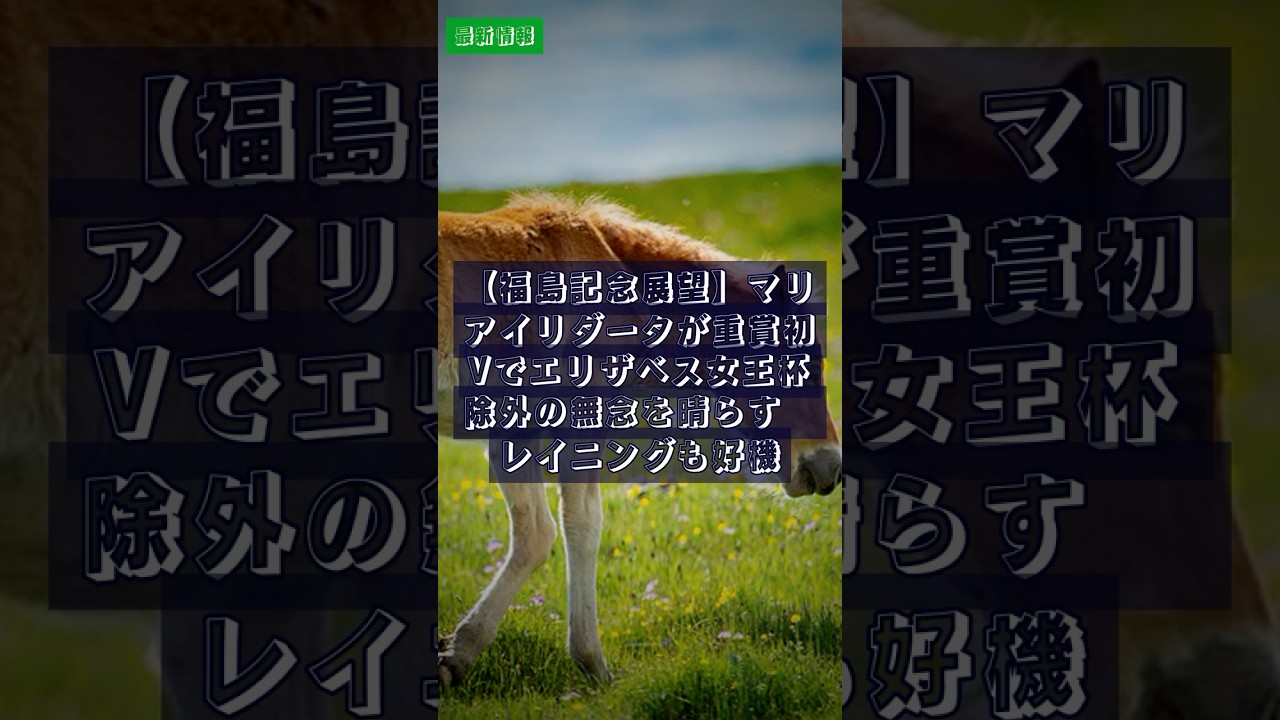 最新情報
【福島記念展望】マリ
アイリダータが重賞初
Vでエリザベス女王杯
除外の無念を晴らす
レイニングも好機